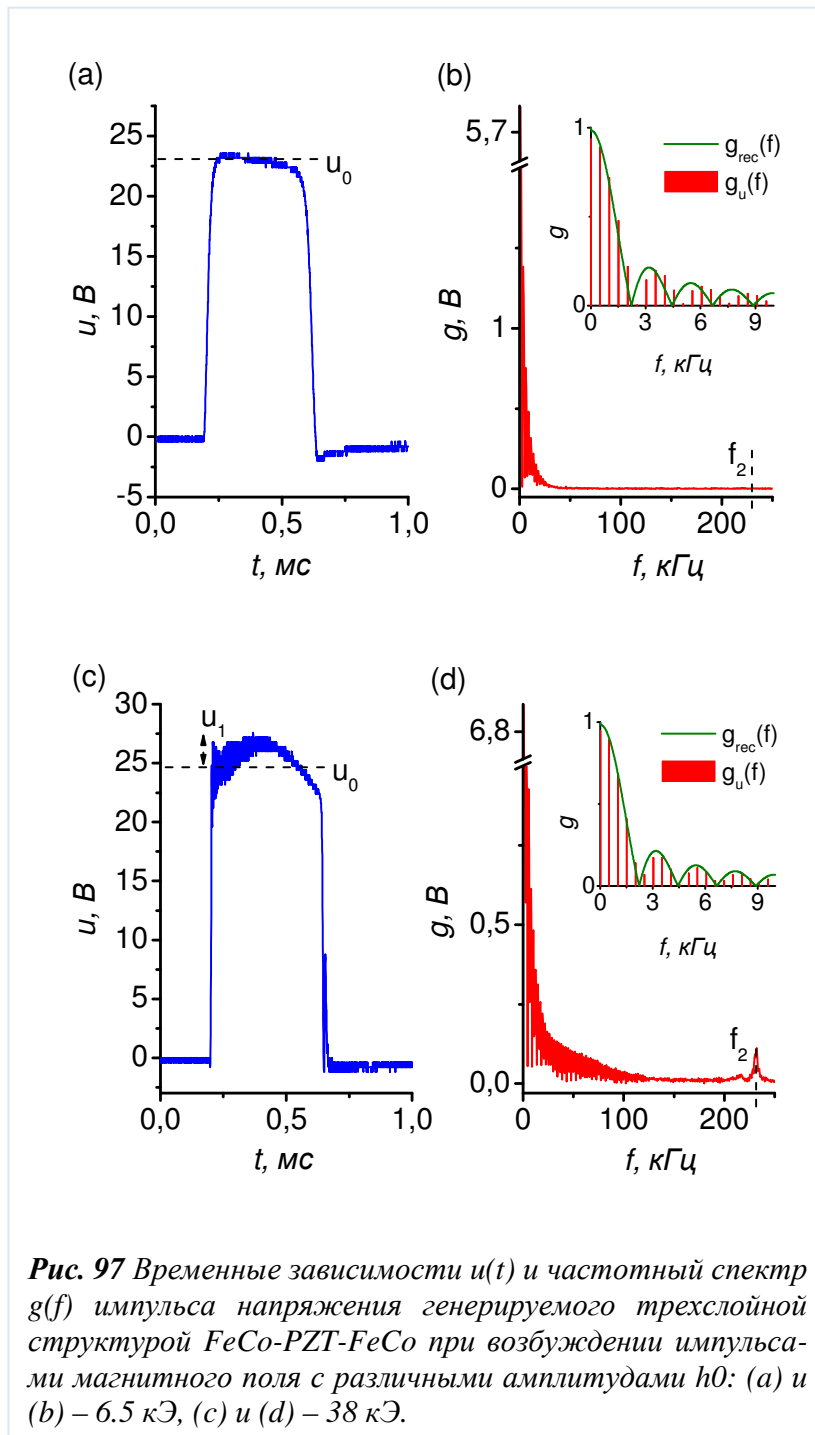 (a)
25
20
15
10
5
0
-5
u, В
u₀
0,0
0,5
1,0
t, мс
(b)
5,7
1
0
g, В
1
g
0
0
3
6
9
f, кГц
g_rec(f)
g_u(f)
f₂
0
100
200
f, кГц
(c)
30
25
20
15
10
5
0
u, В
u₁
u₀
0,0
0,5
1,0
t, мс
(d)
6,8
0,5
0,0
g, В
1
g
0
0
3
6
9
f, кГц
g_rec(f)
g_u(f)
f₂
0
100
200
f, кГц
Рис. 97 Временные зависимости u(t) и частотный спектр
g(f) импульса напряжения генерируемого трехслойной
структурой FeCo-PZT-FeCo при возбуждении импульса-
ми магнитного поля с различными амплитудами h0: (a) и
(b) – 6.5 кЭ, (c) и (d) – 38 кЭ.